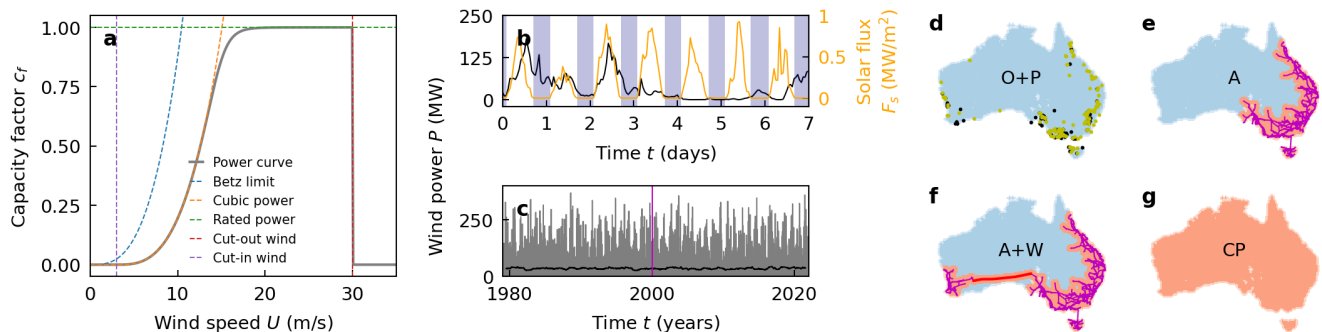 a
1.00
0.75
0.50
0.25
0.00
Capacity factor c_f
Power curve
Betz limit
Cubic power
Rated power
Cut-out wind
Cut-in wind
0 10 20 30
Wind speed U (m/s)
b
250
125
0
Wind power P (MW)
1
0.5
0
Solar flux
F_s (MW/m²)
0 1 2 3 4 5 6 7
Time t (days)
c
250
0
1980 2000 2020
Time t (years)
d
O+P
e
A
f
A+W
g
CP